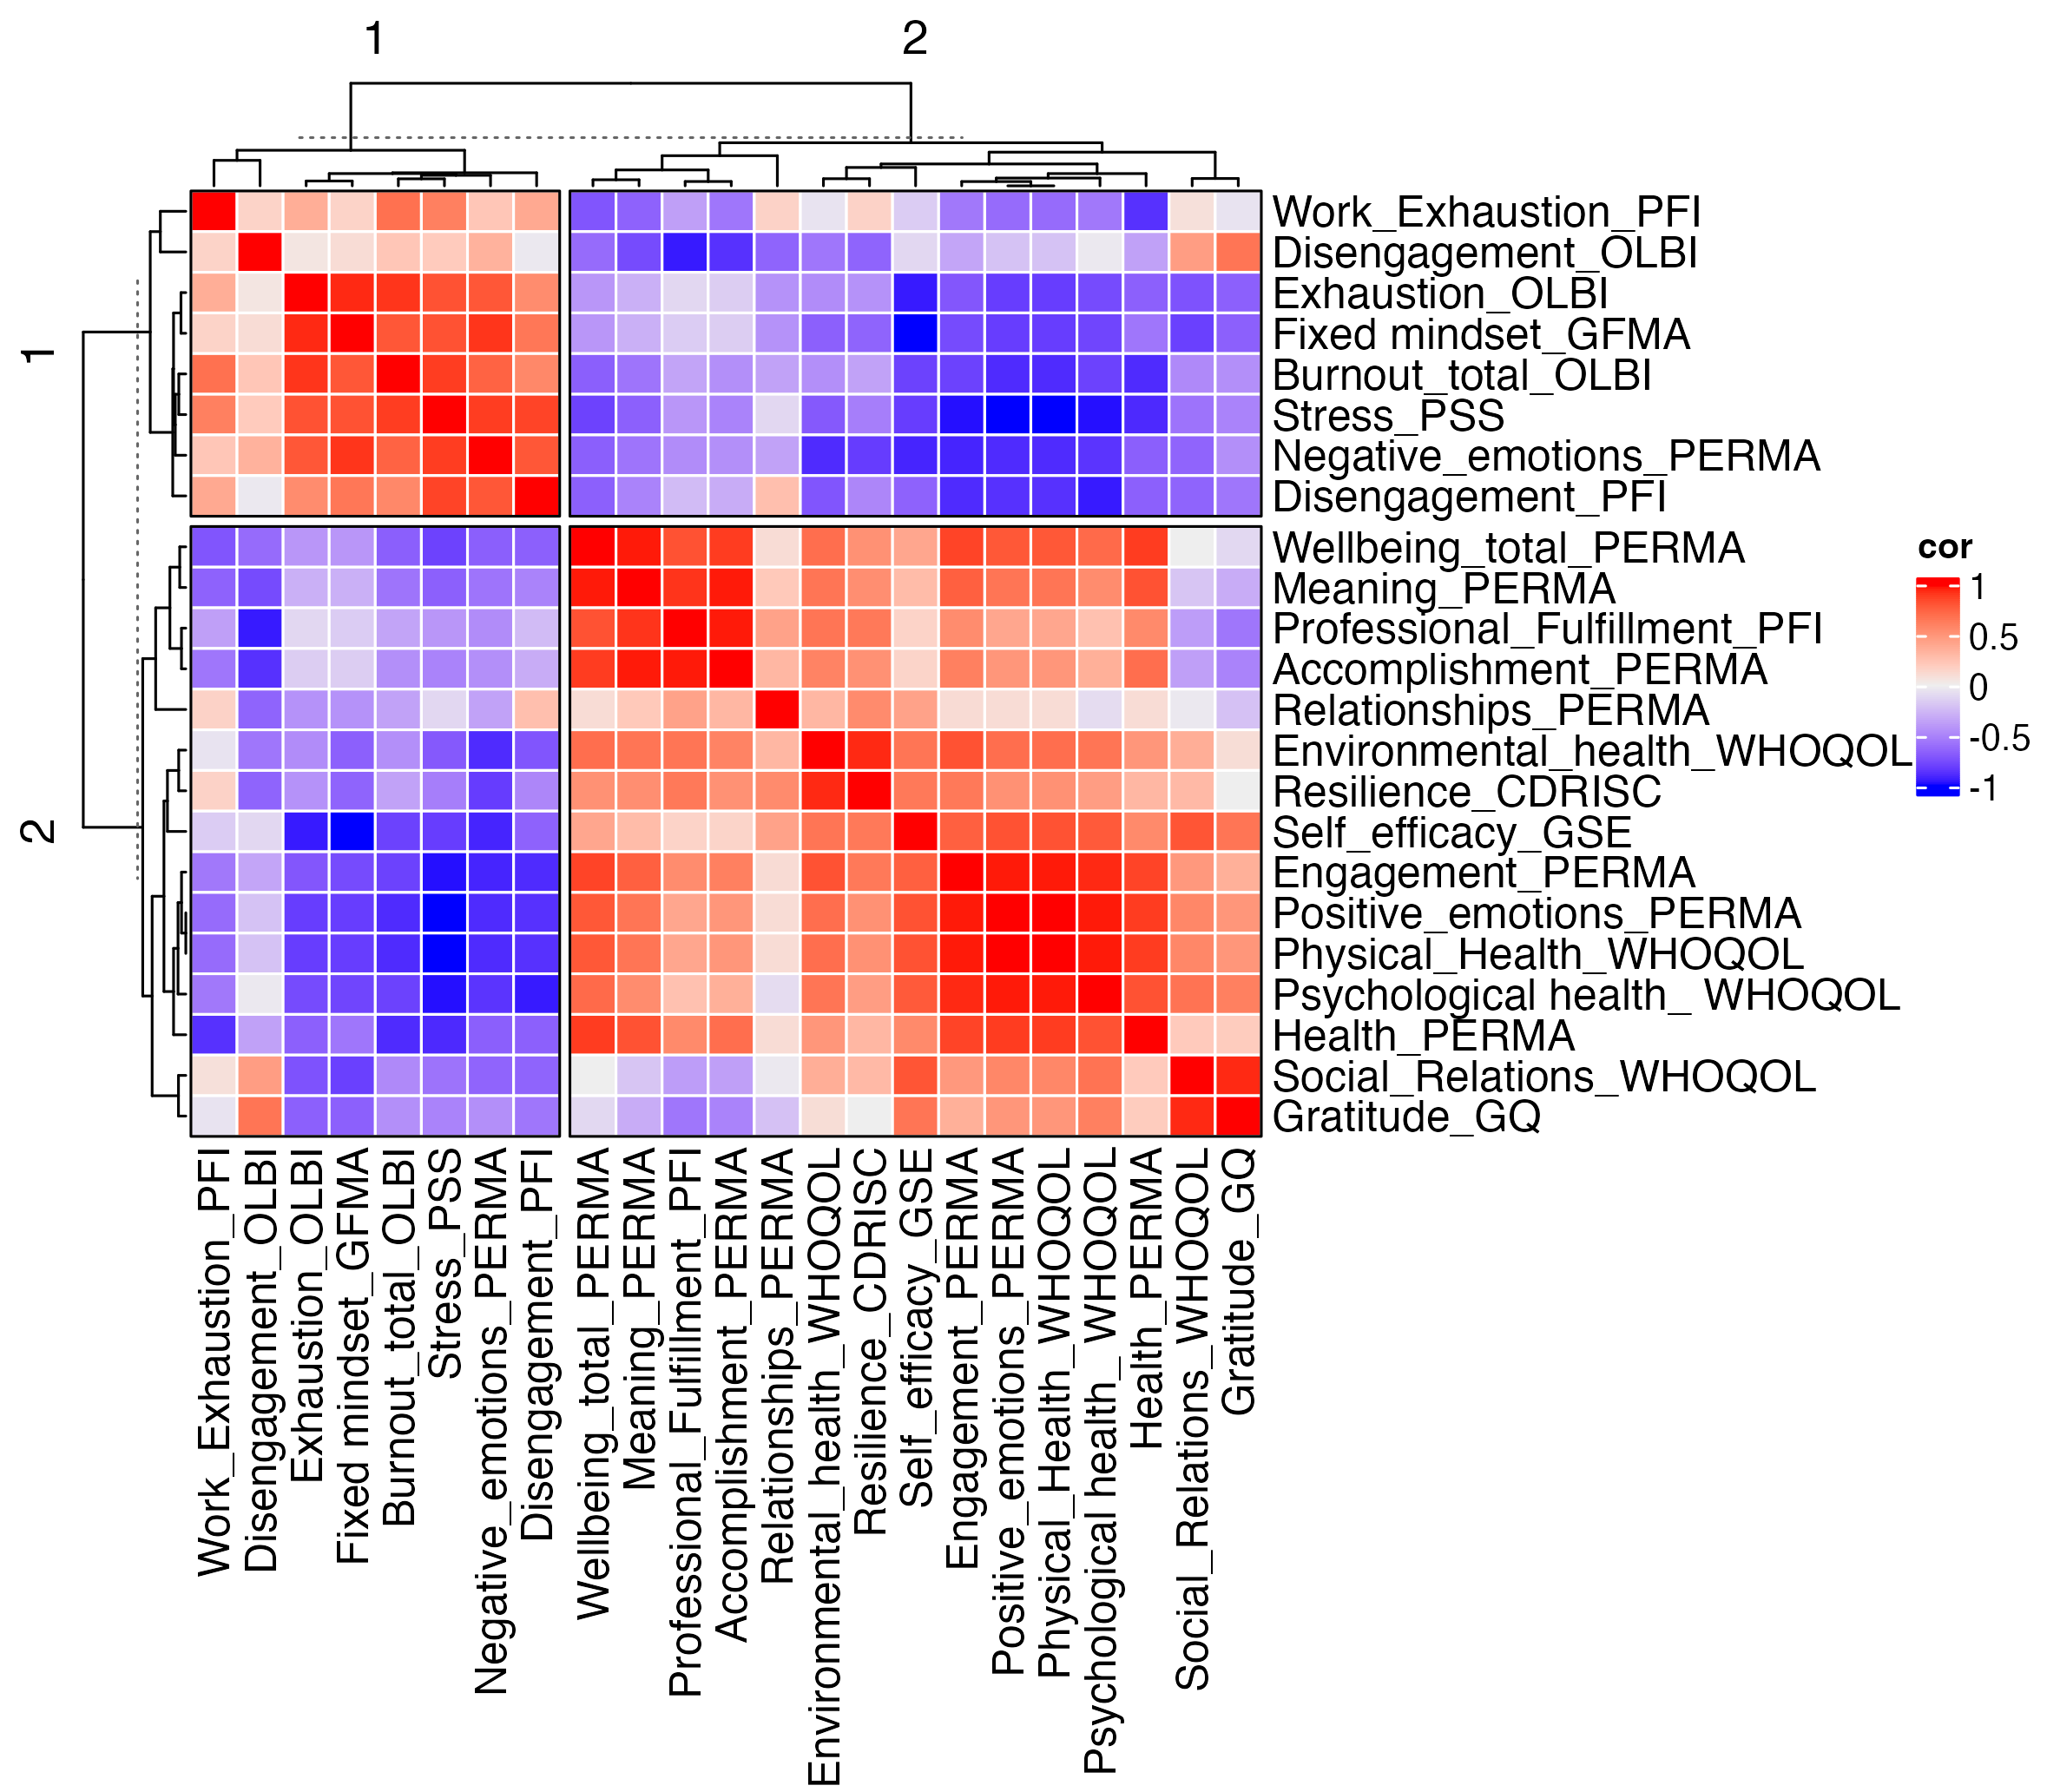 1
2
1
2
Work_Exhaustion_PFI
Disengagement_OLBI
Exhaustion_OLBI
Fixed mindset_GFMA
Burnout_total_OLBI
Stress_PSS
Negative_emotions_PERMA
Disengagement_PFI
Wellbeing_total_PERMA
Meaning_PERMA
Professional_Fulfillment_PFI
Accomplishment_PERMA
Relationships_PERMA
Environmental_health_WHOQOL
Resilience_CDRISC
Self_efficacy_GSE
Engagement_PERMA
Positive_emotions_PERMA
Physical_Health_WHOQOL
Psychological health_ WHOQOL
Health_PERMA
Social_Relations_WHOQOL
Gratitude_GQ
cor
1
0.5
0
-0.5
-1
Work_Exhaustion_PFI
Disengagement_OLBI
Exhaustion_OLBI
Fixed mindset_GFMA
Burnout_total_OLBI
Stress_PSS
Negative_emotions_PERMA
Disengagement_PFI
Wellbeing_total_PERMA
Meaning_PERMA
Professional_Fulfillment_PFI
Accomplishment_PERMA
Relationships_PERMA
Environmental_health_WHOQOL
Resilience_CDRISC
Self_efficacy_GSE
Engagement_PERMA
Positive_emotions_PERMA
Physical_Health_WHOQOL
Psychological health_ WHOQOL
Health_PERMA
Social_Relations_WHOQOL
Gratitude_GQ